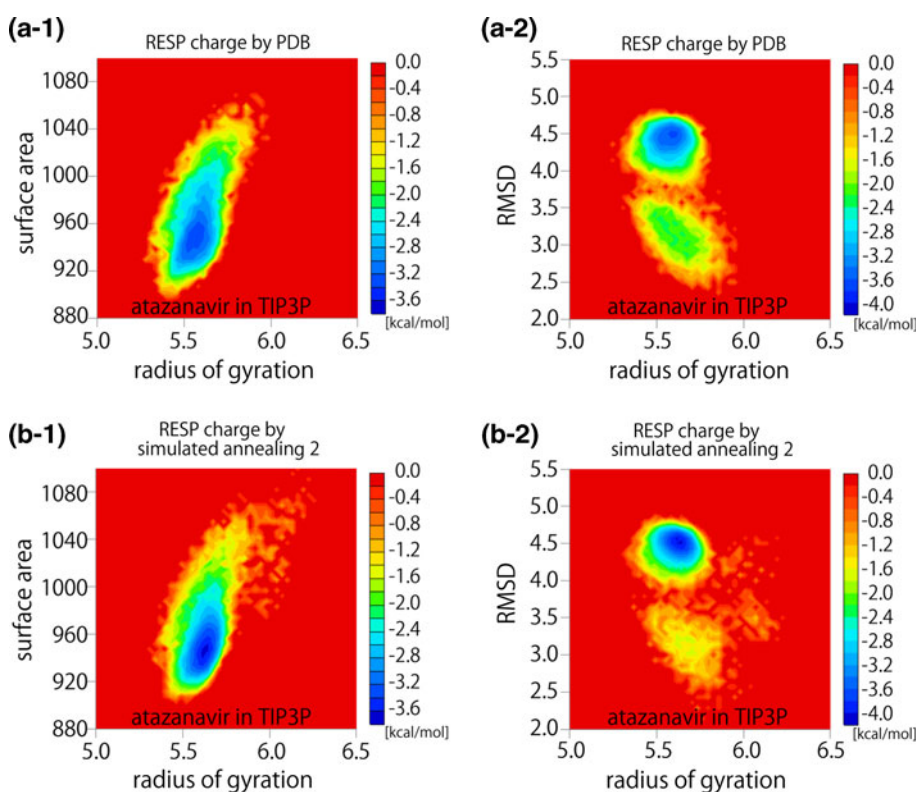 (a-1)
RESP charge by PDB
surface area
1080
1040
1000
960
920
880
atazanavir in TIP3P
5.0 5.5 6.0 6.5
radius of gyration
0.0
-0.4
-0.8
-1.2
-1.6
-2.0
-2.4
-2.8
-3.2
-3.6
[kcal/mol]
(a-2)
RESP charge by PDB
RMSD
5.5
5.0
4.5
4.0
3.5
3.0
2.5
2.0
atazanavir in TIP3P
5.0 5.5 6.0 6.5
radius of gyration
0.0
-0.4
-0.8
-1.2
-1.6
-2.0
-2.4
-2.8
-3.2
-3.6
-4.0
[kcal/mol]
(b-1)
RESP charge by
simulated annealing 2
surface area
1080
1040
1000
960
920
880
atazanavir in TIP3P
5.0 5.5 6.0 6.5
radius of gyration
0.0
-0.4
-0.8
-1.2
-1.6
-2.0
-2.4
-2.8
-3.2
-3.6
[kcal/mol]
(b-2)
RESP charge by
simulated annealing 2
RMSD
5.5
5.0
4.5
4.0
3.5
3.0
2.5
2.0
atazanavir in TIP3P
5.0 5.5 6.0 6.5
radius of gyration
0.0
-0.4
-0.8
-1.2
-1.6
-2.0
-2.4
-2.8
-3.2
-3.6
-4.0
[kcal/mol]